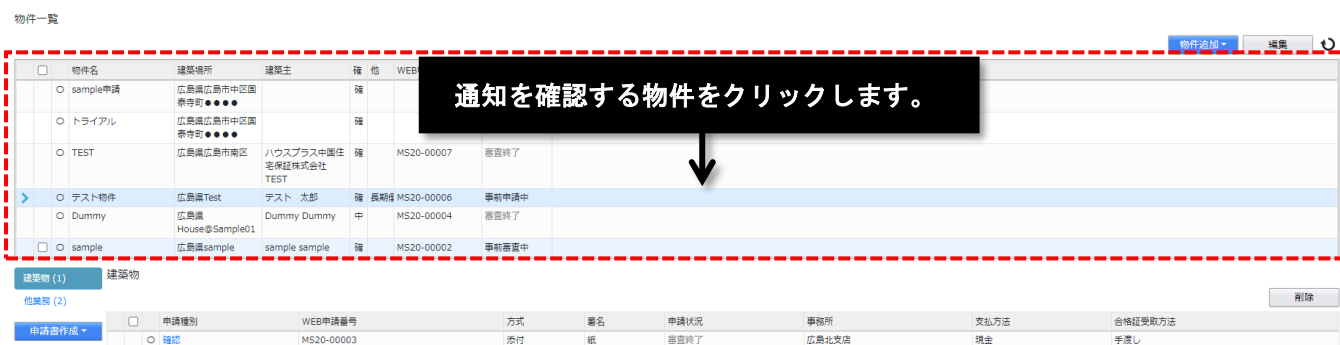 物件一覧
物件追加 編集
物件名 建築場所 建築主 確 他 WEB
通知を確認する物件をクリックします。
sample申請 広島県広島市中区国泰寺町●●●● 確
トライアル 広島県広島市中区国泰寺町●●●● 確
TEST 広島県広島市南区 ハウスプラス中国住宅保証株式会社 TEST 確 MS20-00007 審査終了
テスト物件 広島県Test テスト 太郎 確 長期 MS20-00006 事前申請中
Dummy 広島県House@Sample01 Dummy Dummy 中 MS20-00004 審査終了
sample 広島県sample sample sample 確 MS20-00002 事前審査中
建築物 (1) 建築物
他業務 (2)
削除
申請書作成
申請種別 WEB申請番号 方式 署名 申請状況 事務所 支払方法 合格証受取方法
確認 MS20-00003 添付 紙 審査終了 広島北支店 現金 手渡し